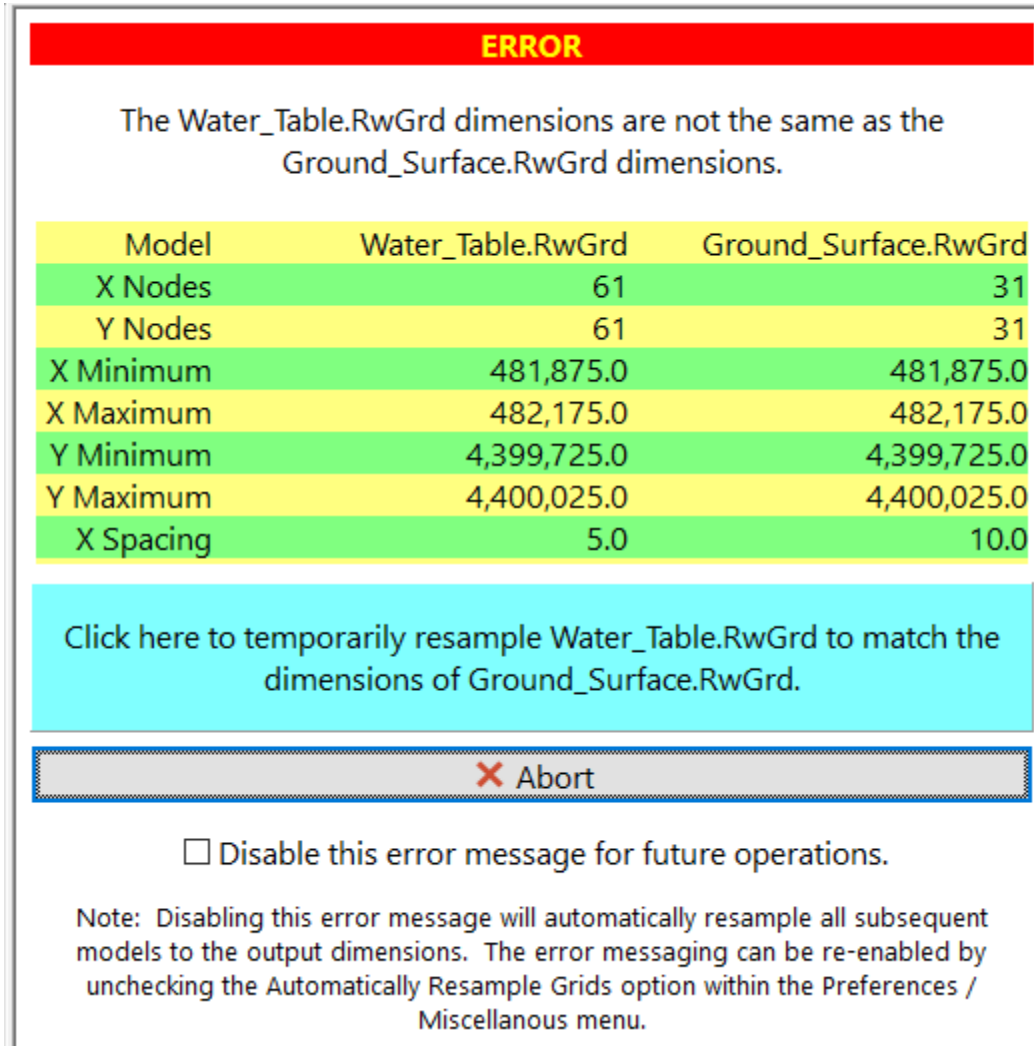 ERROR
The Water_Table.RwGrd dimensions are not the same as the
Ground_Surface.RwGrd dimensions.
Model Water_Table.RwGrd Ground_Surface.RwGrd
X Nodes 61 31
Y Nodes 61 31
X Minimum 481,875.0 481,875.0
X Maximum 482,175.0 482,175.0
Y Minimum 4,399,725.0 4,399,725.0
Y Maximum 4,400,025.0 4,400,025.0
X Spacing 5.0 10.0
Click here to temporarily resample Water_Table.RwGrd to match the
dimensions of Ground_Surface.RwGrd.
Abort
Disable this error message for future operations.
Note: Disabling this error message will automatically resample all subsequent
models to the output dimensions. The error messaging can be re-enabled by
unchecking the Automatically Resample Grids option within the Preferences /
Miscellanous menu.